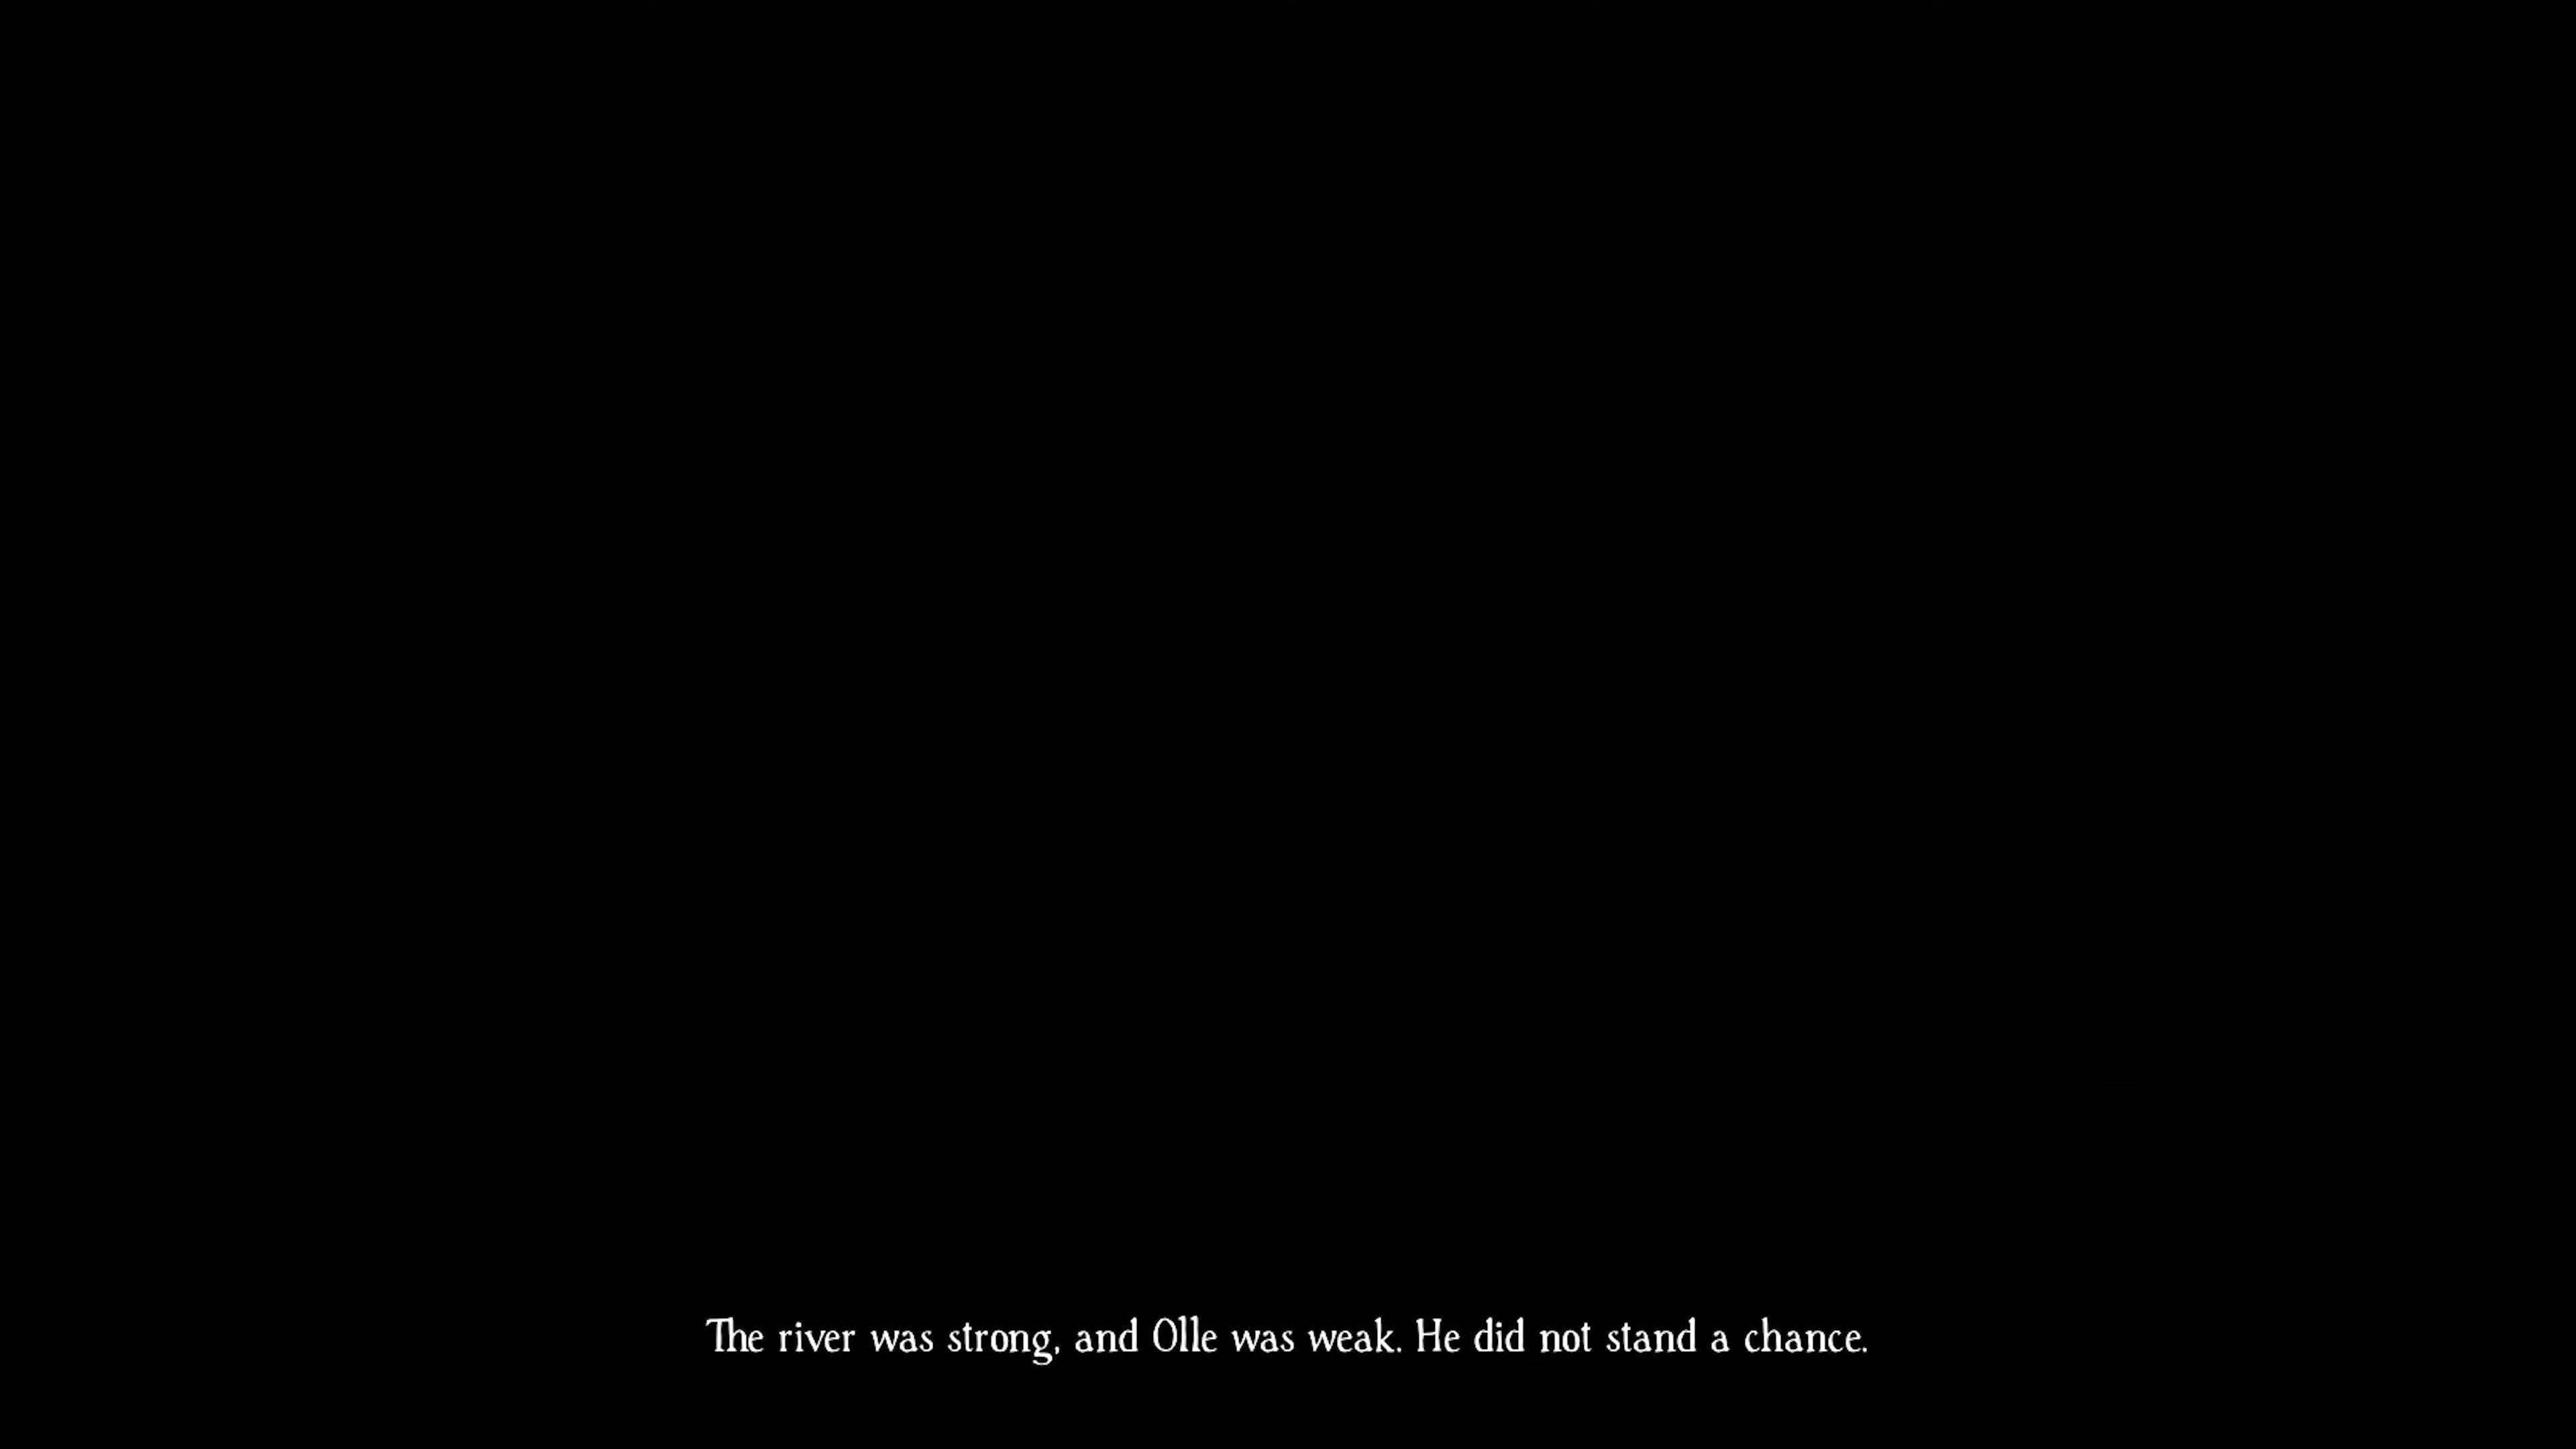 The river was strong, and Olle was weak. He did not stand a chance.